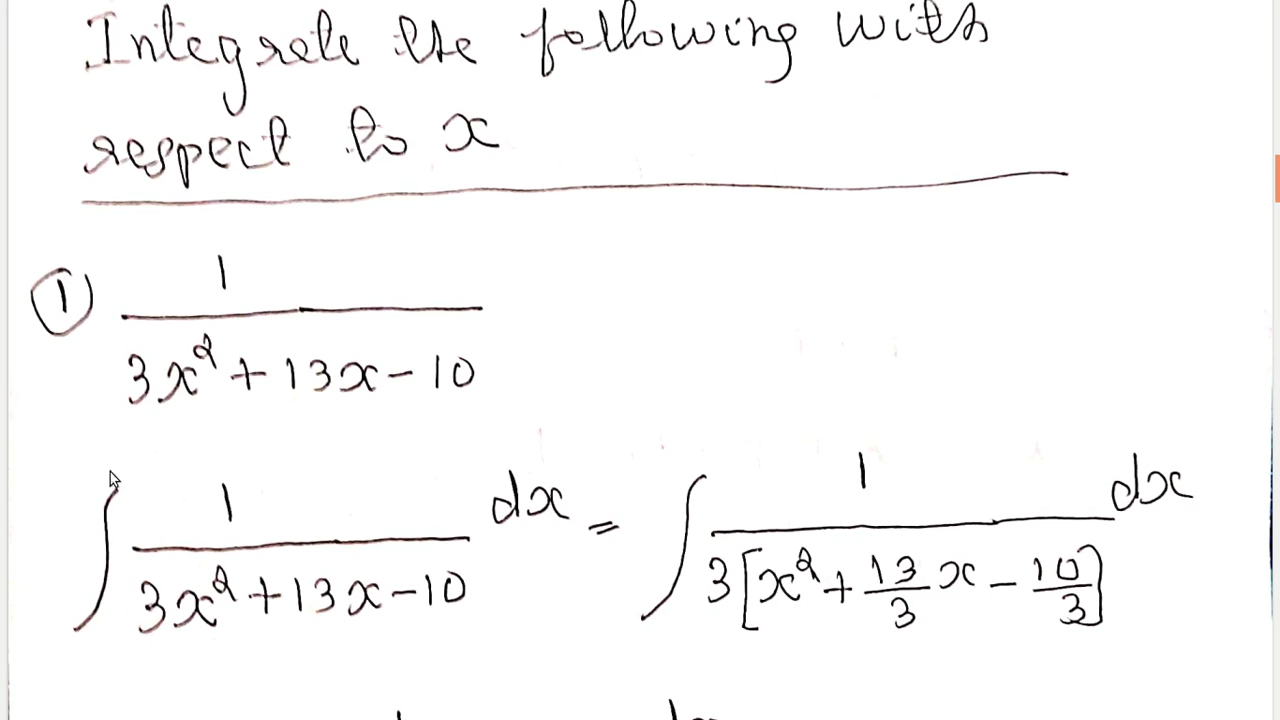 Integrate the following with
respect to x
① 1/(3x² + 13x - 10)
∫ 1/(3x² + 13x - 10) dx = ∫ 1/(3[x² + 13/3 x - 10/3]) dx